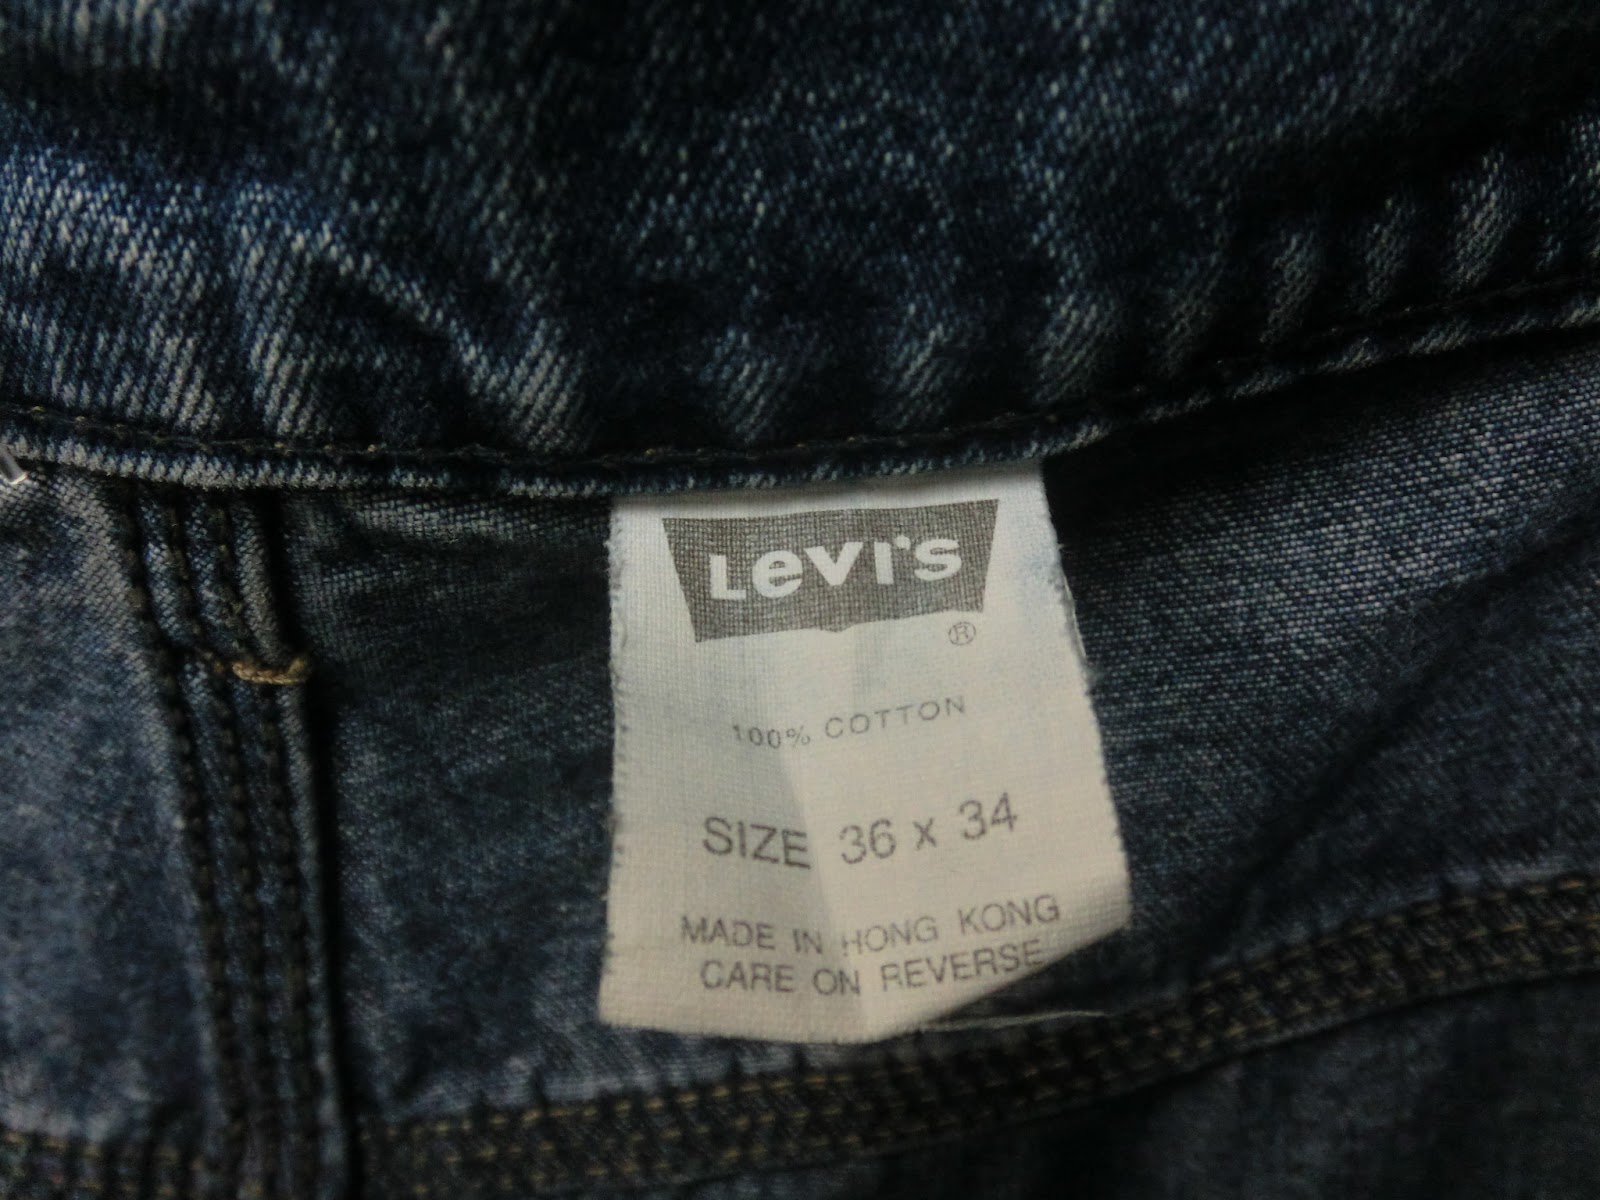 Levi's
®
100% COTTON
SIZE 36 x 34
MADE IN HONG KONG
CARE ON REVERSE